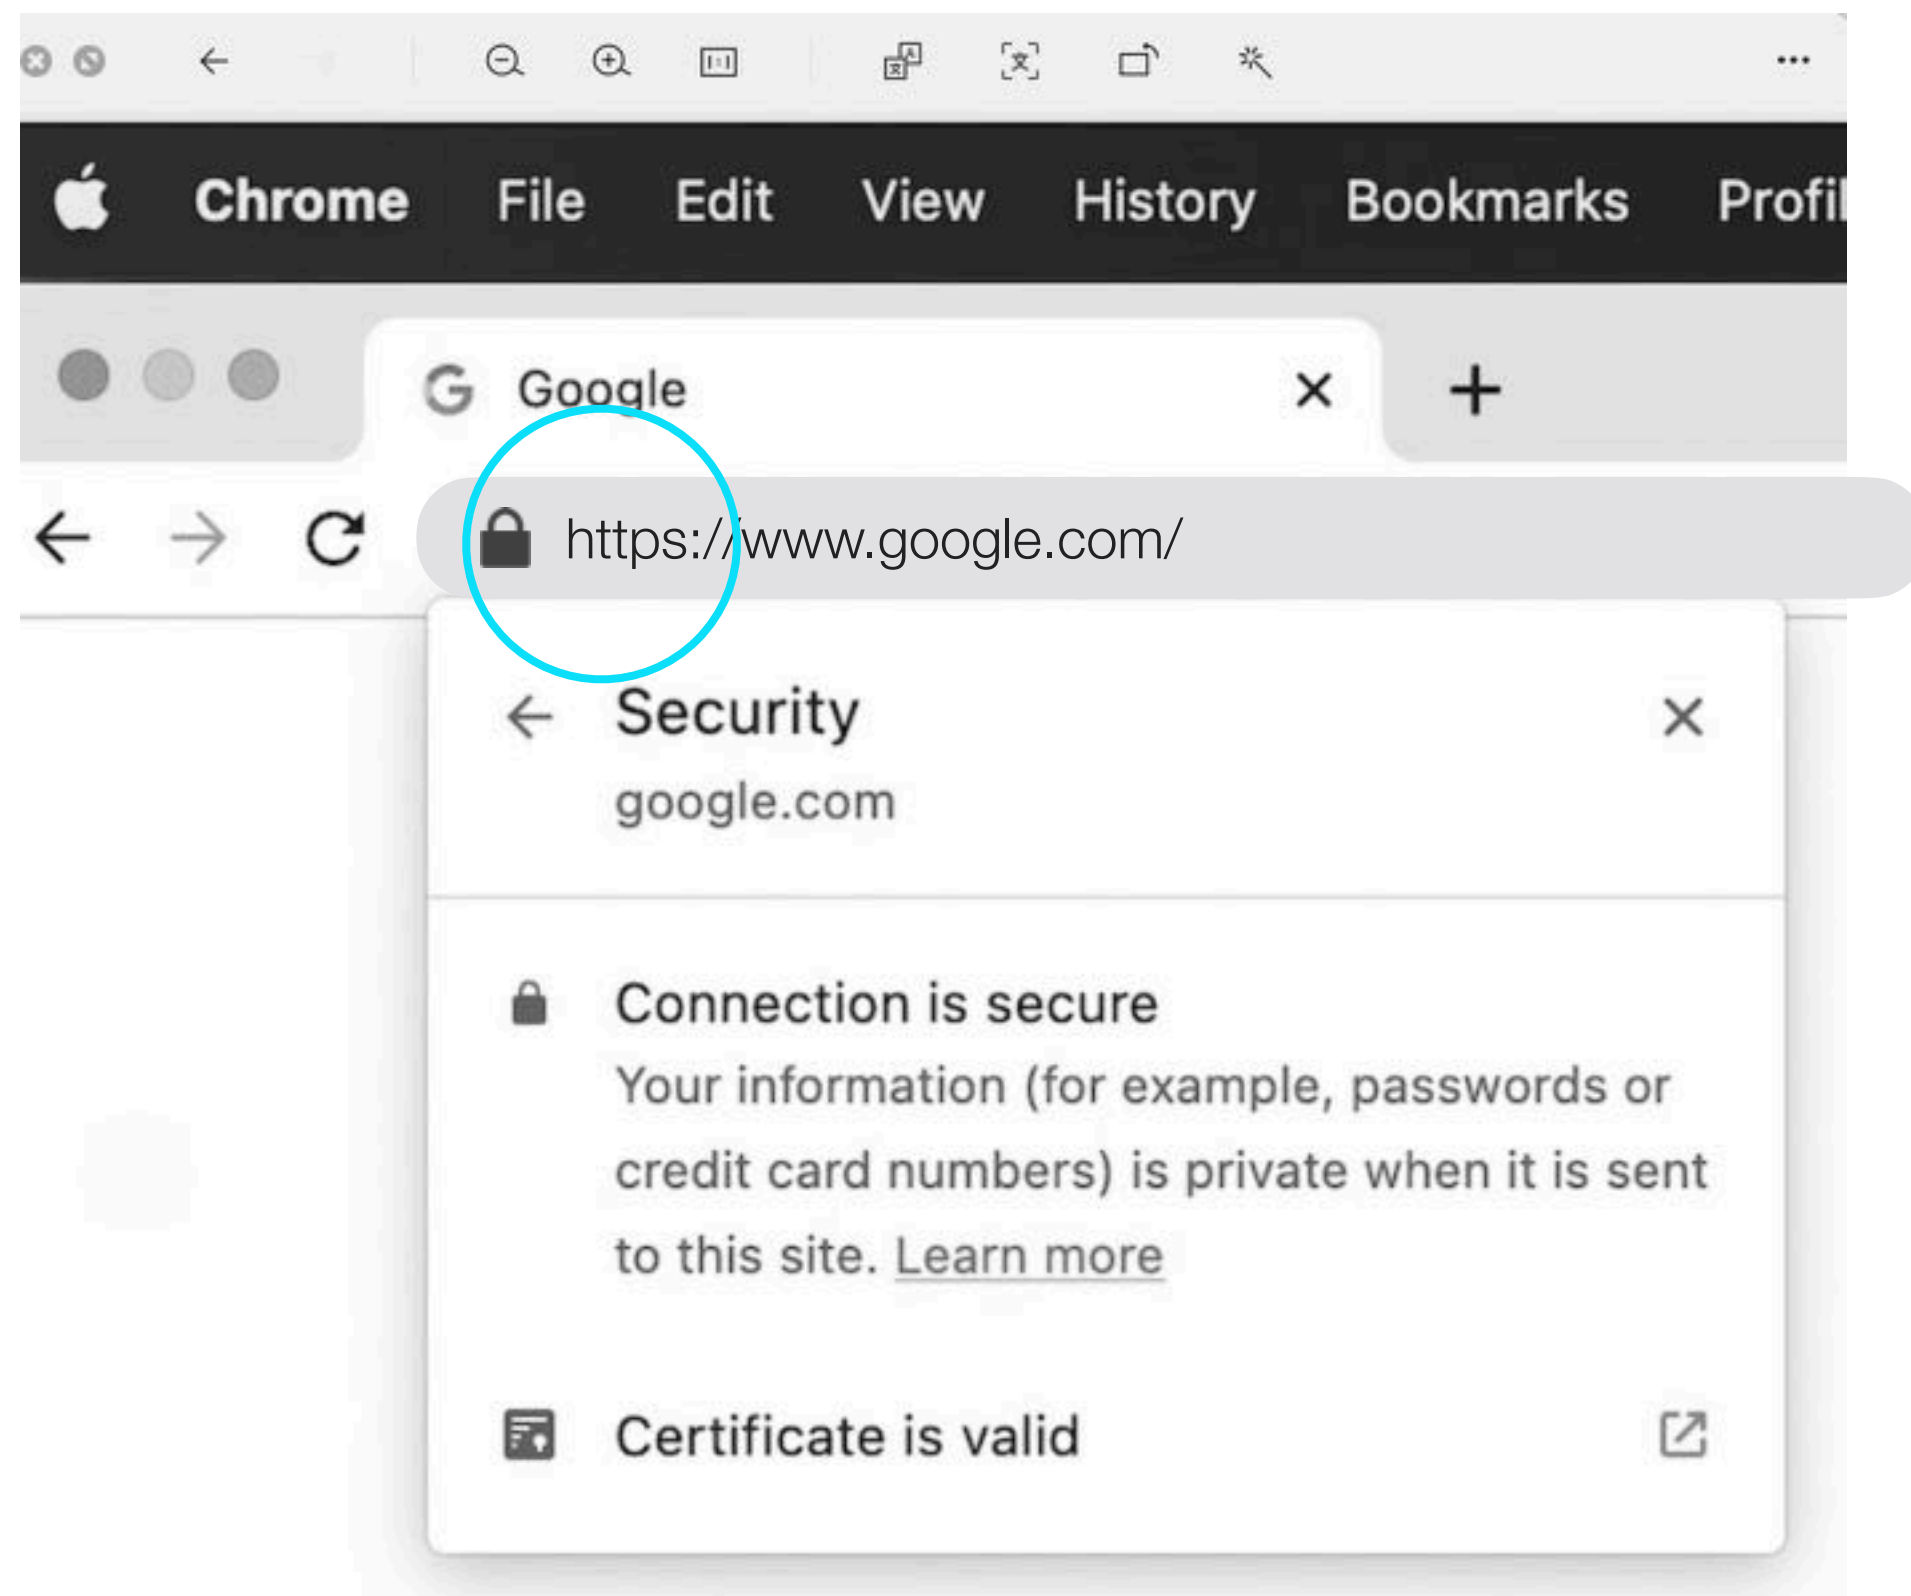 Chrome File Edit View History Bookmarks Profil
Google
https://www.google.com/
Security
google.com
Connection is secure
Your information (for example, passwords or
credit card numbers) is private when it is sent
to this site. Learn more
Certificate is valid